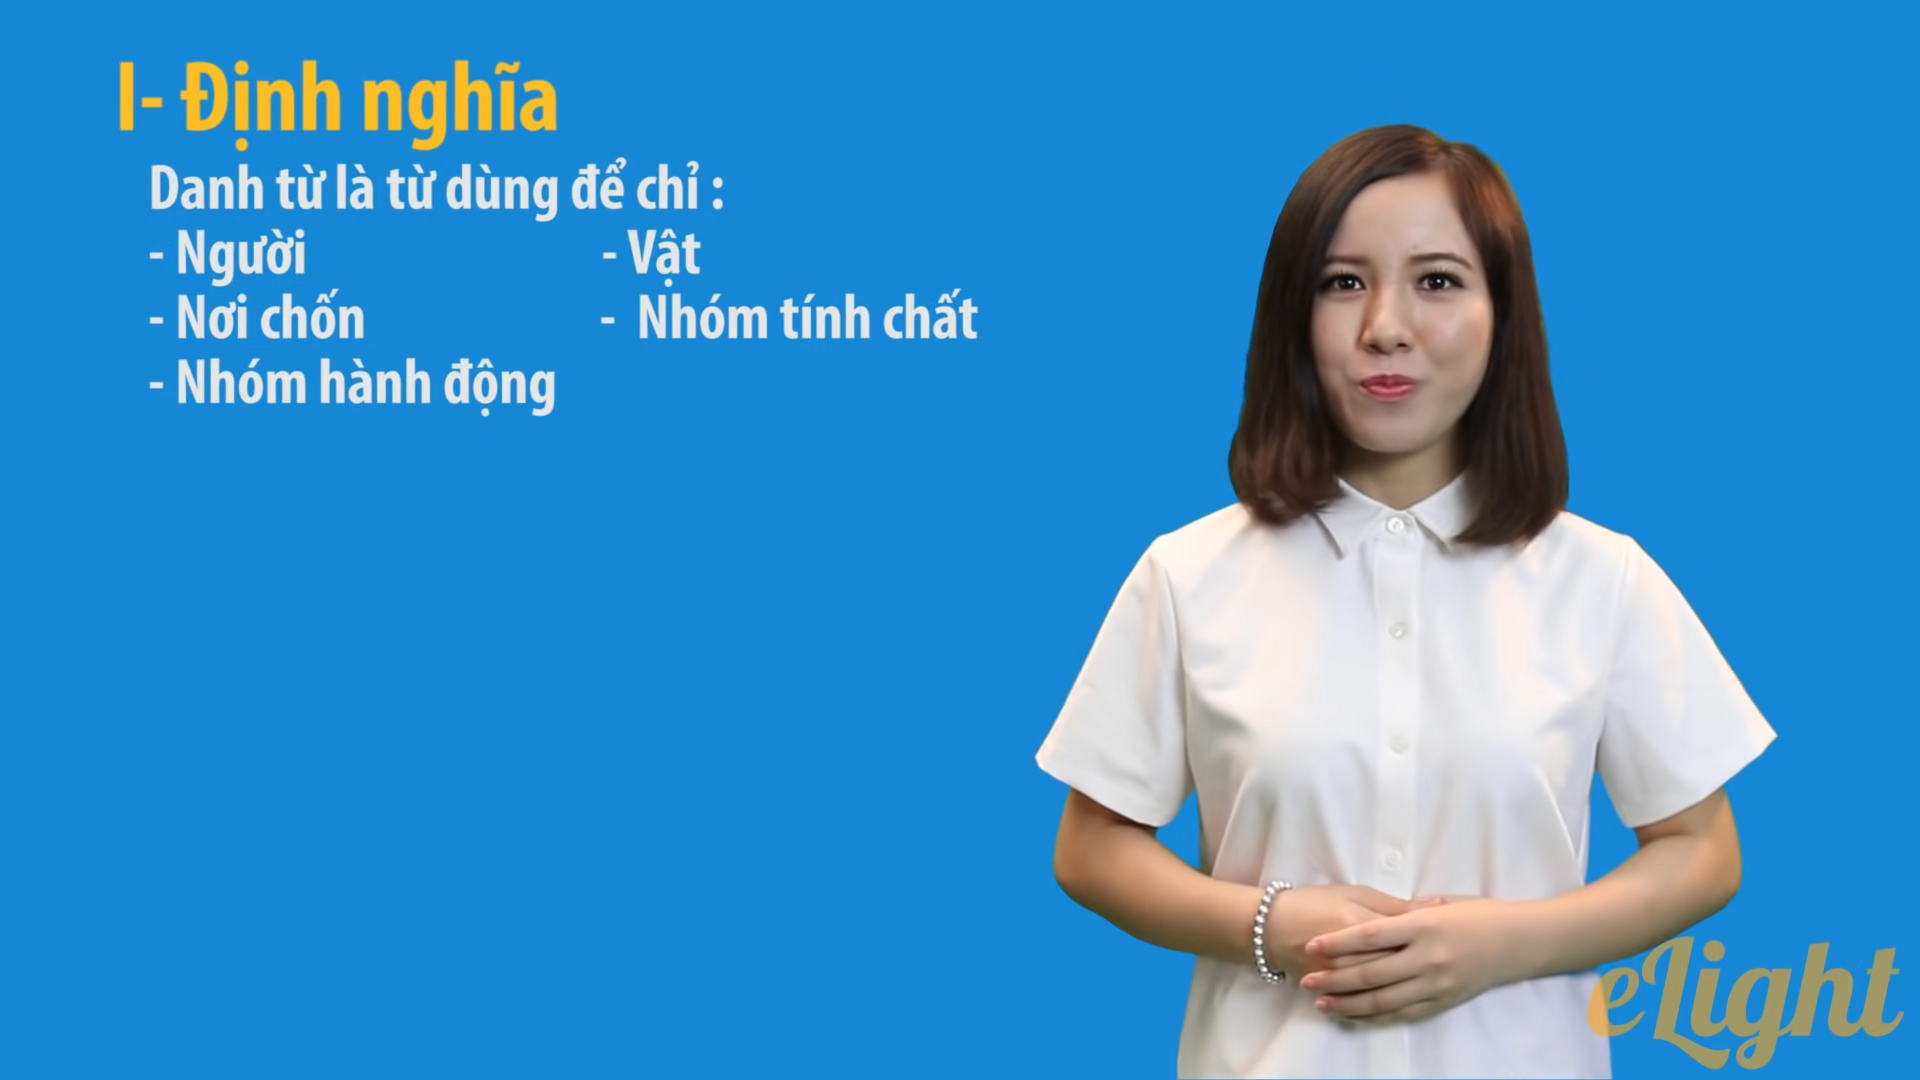 I- Định nghĩa
Danh từ là từ dùng để chỉ :
- Người - Vật
- Nơi chốn - Nhóm tính chất
- Nhóm hành động
eLight